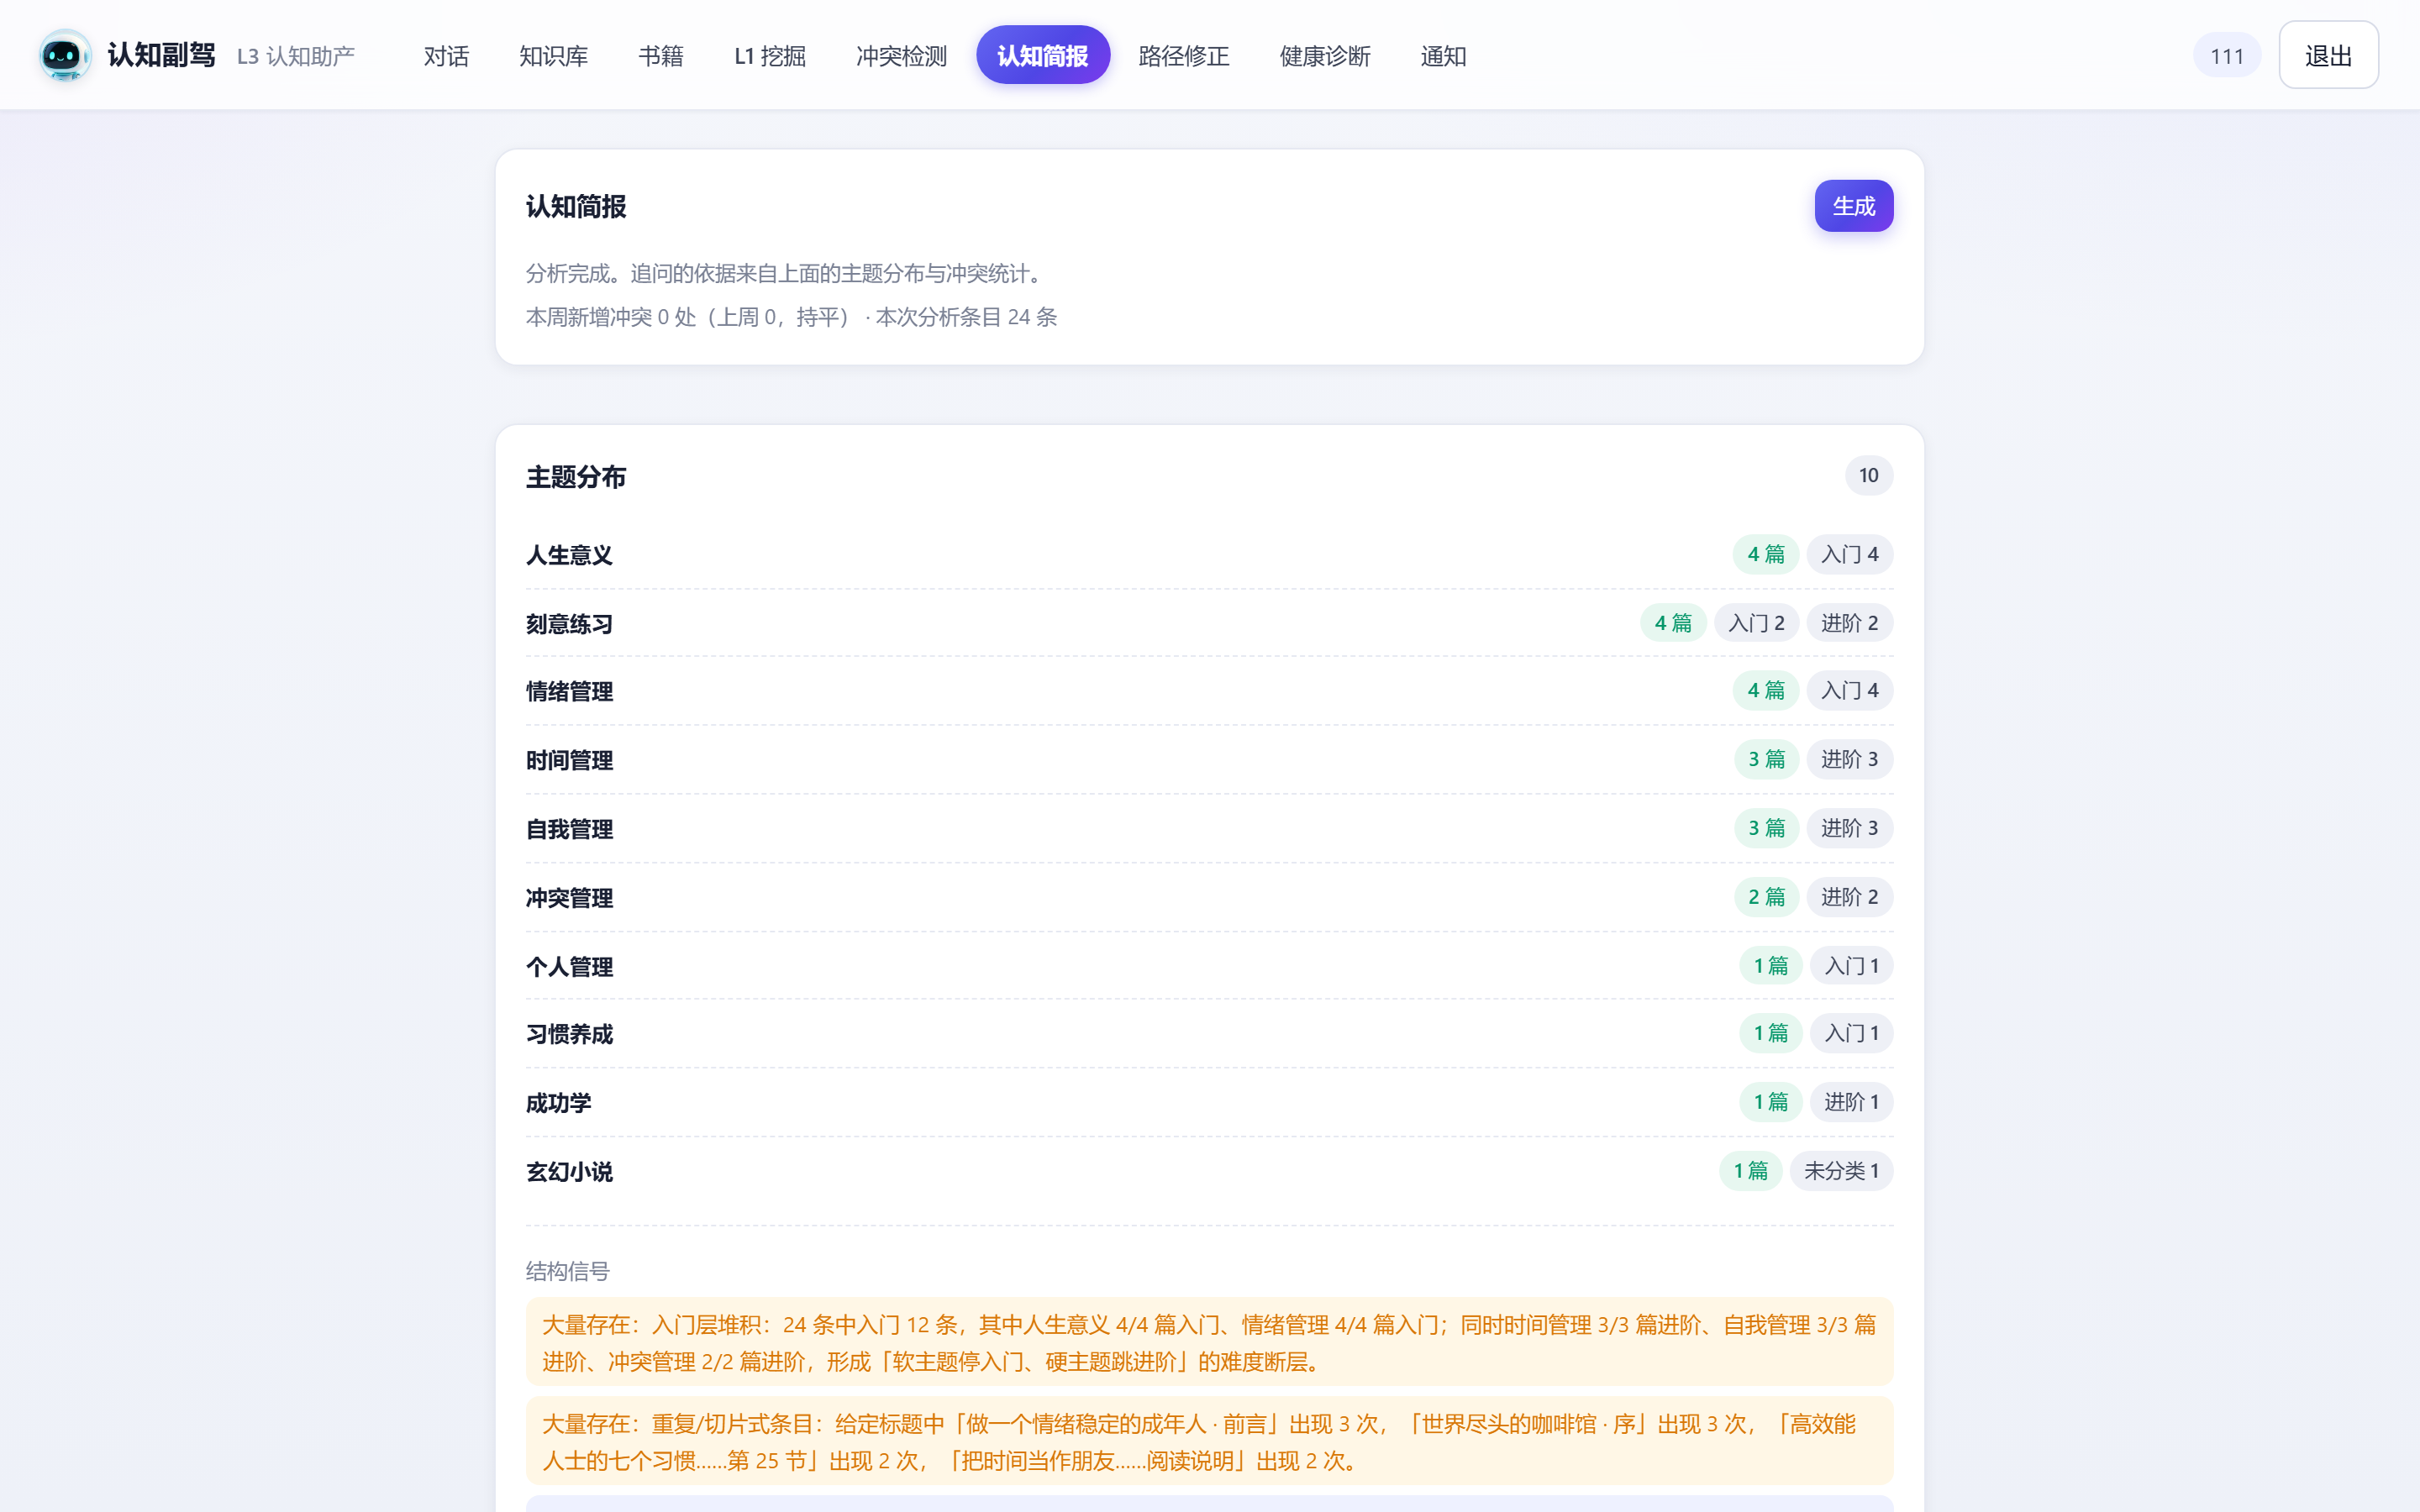 认知副驾 L3 认知助产 对话 知识库 书籍 L1 挖掘 冲突检测 认知简报 路径修正 健康诊断 通知 111 退出
认知简报 生成
分析完成。追问的依据来自上面的主题分布与冲突统计。
本周新增冲突 0 处（上周 0，持平） · 本次分析条目 24 条
主题分布 10
人生意义 4 篇 入门 4
刻意练习 4 篇 入门 2 进阶 2
情绪管理 4 篇 入门 4
时间管理 3 篇 进阶 3
自我管理 3 篇 进阶 3
冲突管理 2 篇 进阶 2
个人管理 1 篇 入门 1
习惯养成 1 篇 入门 1
成功学 1 篇 进阶 1
玄幻小说 1 篇 未分类 1
结构信号
大量存在：入门层堆积：24 条中入门 12 条，其中人生意义 4/4 篇入门、情绪管理 4/4 篇入门；同时时间管理 3/3 篇进阶、自我管理 3/3 篇
进阶、冲突管理 2/2 篇进阶，形成「软主题停入门、硬主题跳进阶」的难度断层。
大量存在：重复/切片式条目：给定标题中「做一个情绪稳定的成年人 · 前言」出现 3 次，「世界尽头的咖啡馆 · 序」出现 3 次，「高效能
人士的七个习惯……第 25 节」出现 2 次，「把时间当作朋友……阅读说明」出现 2 次。